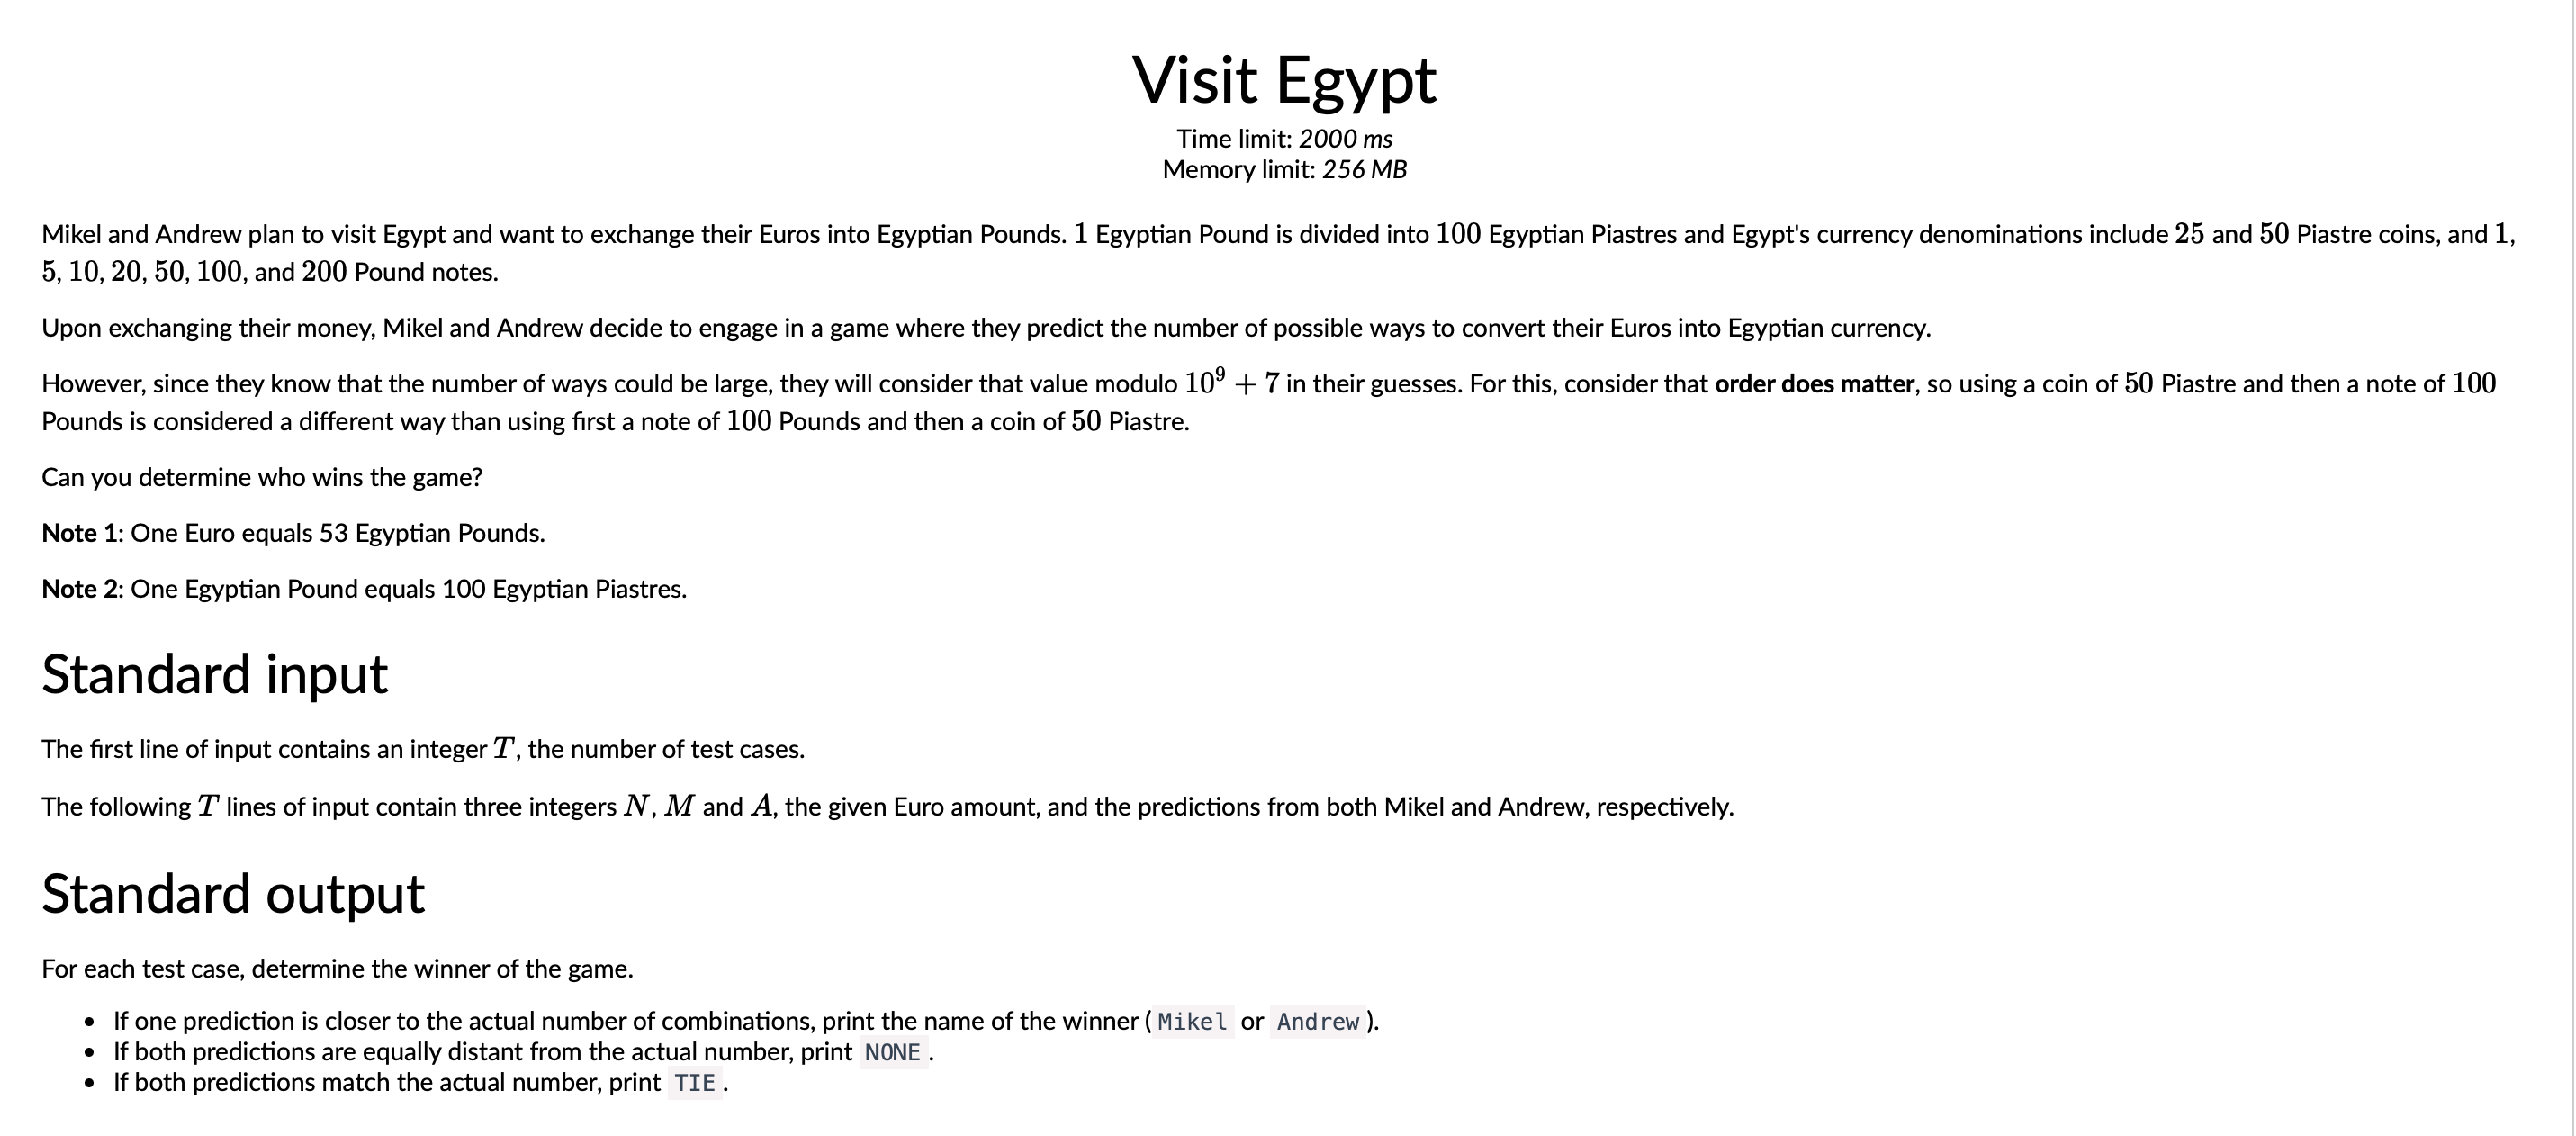 Visit Egypt
Time limit: 2000 ms
Memory limit: 256 MB
Mikel and Andrew plan to visit Egypt and want to exchange their Euros into Egyptian Pounds. 1 Egyptian Pound is divided into 100 Egyptian Piastres and Egypt's currency denominations include 25 and 50 Piastre coins, and 1,
5, 10, 20, 50, 100, and 200 Pound notes.
Upon exchanging their money, Mikel and Andrew decide to engage in a game where they predict the number of possible ways to convert their Euros into Egyptian currency.
However, since they know that the number of ways could be large, they will consider that value modulo 10⁹ + 7 in their guesses. For this, consider that order does matter, so using a coin of 50 Piastre and then a note of 100
Pounds is considered a different way than using first a note of 100 Pounds and then a coin of 50 Piastre.
Can you determine who wins the game?
Note 1: One Euro equals 53 Egyptian Pounds.
Note 2: One Egyptian Pound equals 100 Egyptian Piastres.
Standard input
The first line of input contains an integer T, the number of test cases.
The following T lines of input contain three integers N, M and A, the given Euro amount, and the predictions from both Mikel and Andrew, respectively.
Standard output
For each test case, determine the winner of the game.
• If one prediction is closer to the actual number of combinations, print the name of the winner ( Mikel or Andrew ).
• If both predictions are equally distant from the actual number, print NONE .
• If both predictions match the actual number, print TIE .